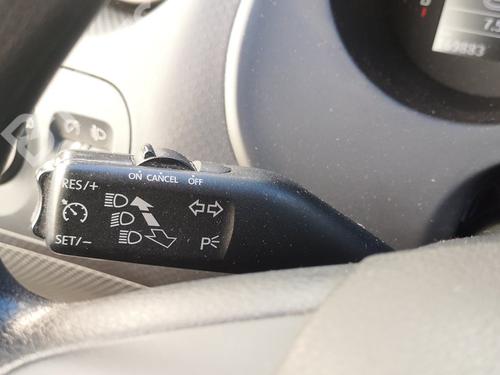 RES/+
ON CANCEL OFF
SET/-
P